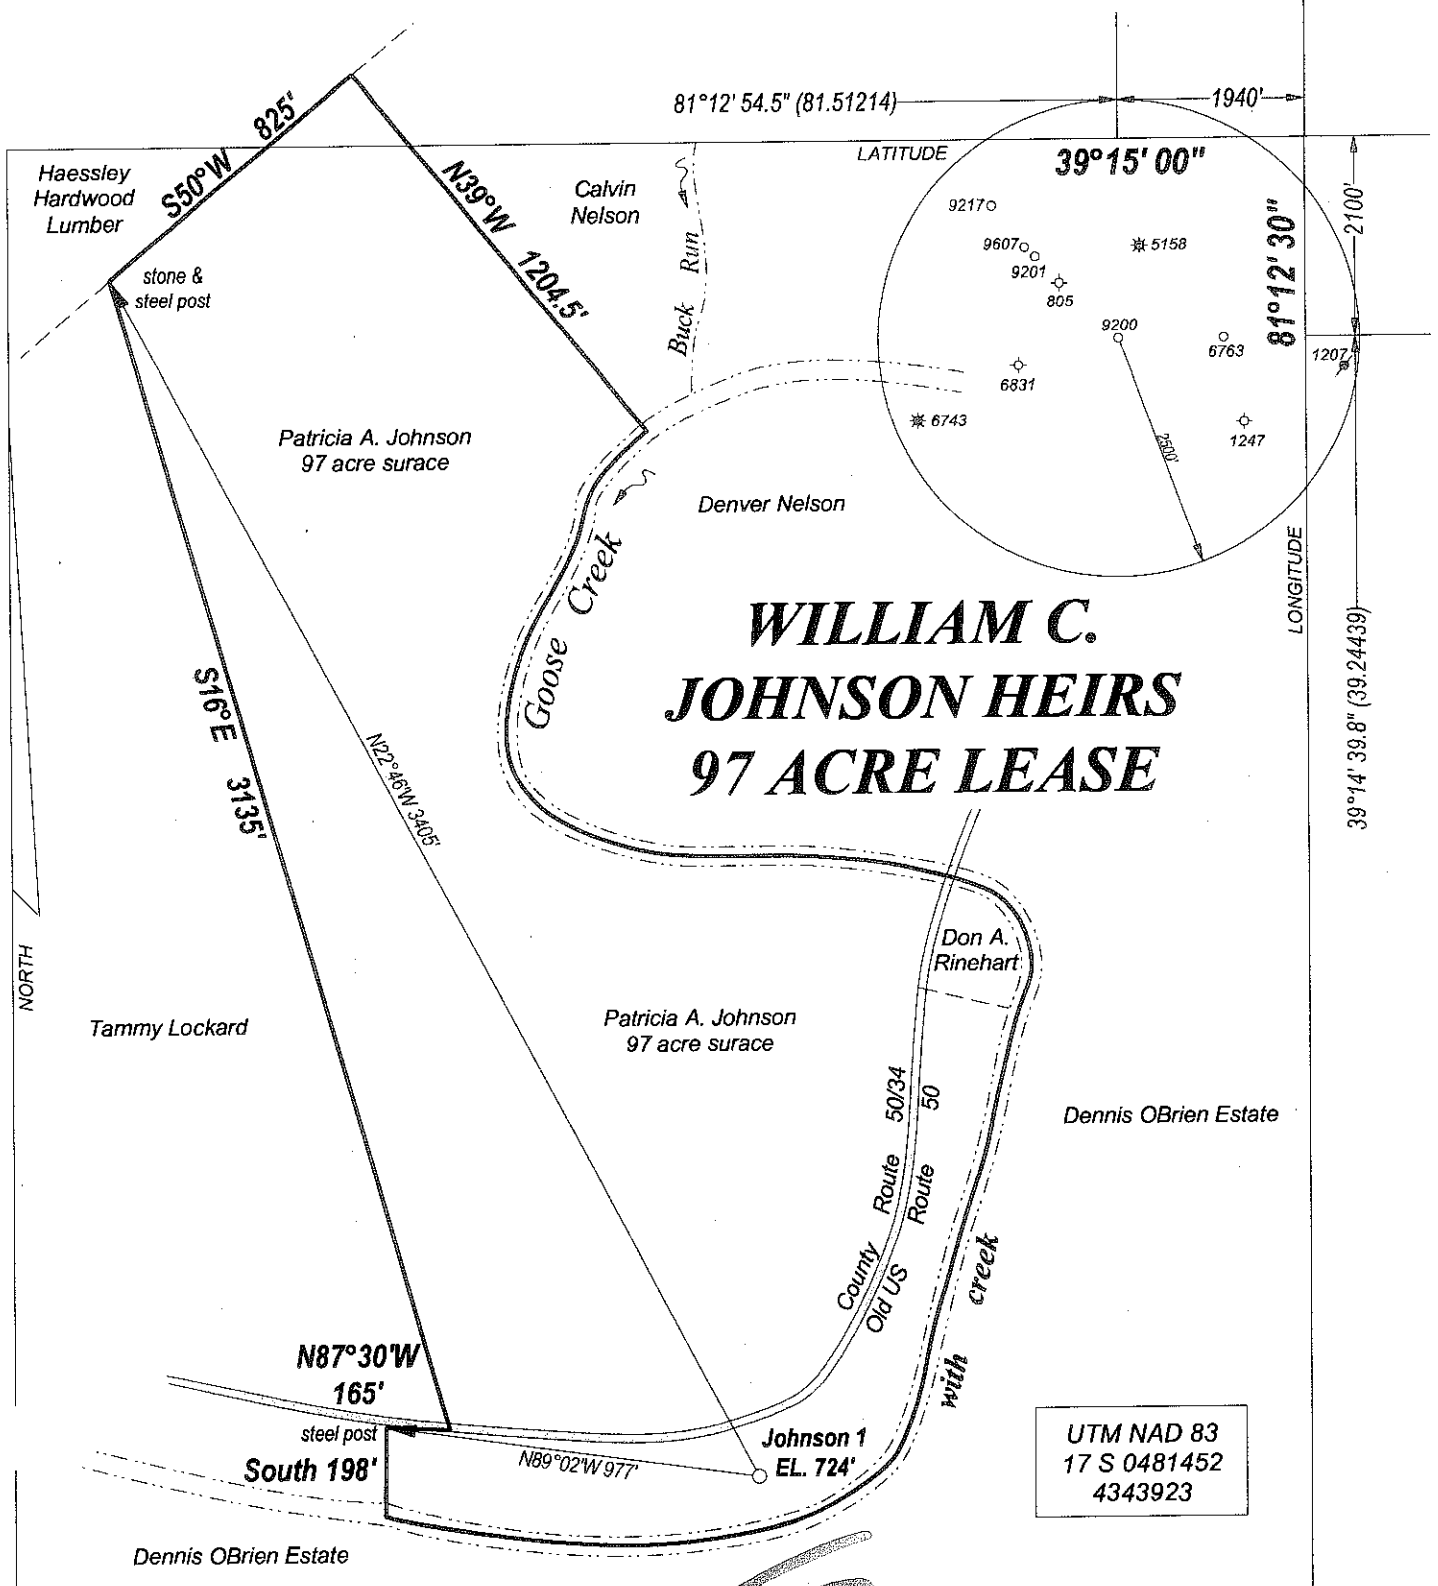 81°12' 54.5" (81.51214)
1940'
LATITUDE
39°15' 00"
2100'
81°12' 30"
LONGITUDE
39°14' 39.8" (39.24439)
9217
9607
9201
5158
805
9200
6763
1207
6831
6743
1247
2500'
Haessley
Hardwood
Lumber
S50°W 825'
N39°W 1204.5'
Calvin
Nelson
Buck Run
stone &
steel post
Patricia A. Johnson
97 acre surace
Denver Nelson
Goose Creek
WILLIAM C.
JOHNSON HEIRS
97 ACRE LEASE
S16°E 3135'
N22°46'W 3405'
NORTH
Tammy Lockard
Don A.
Rinehart
Patricia A. Johnson
97 acre surace
County Route 50/34
Old US Route 50
Dennis OBrien Estate
with creek
N87°30'W
165'
steel post
South 198'
N89°02'W 977'
Johnson 1
EL. 724'
UTM NAD 83
17 S 0481452
4343923
Dennis OBrien Estate